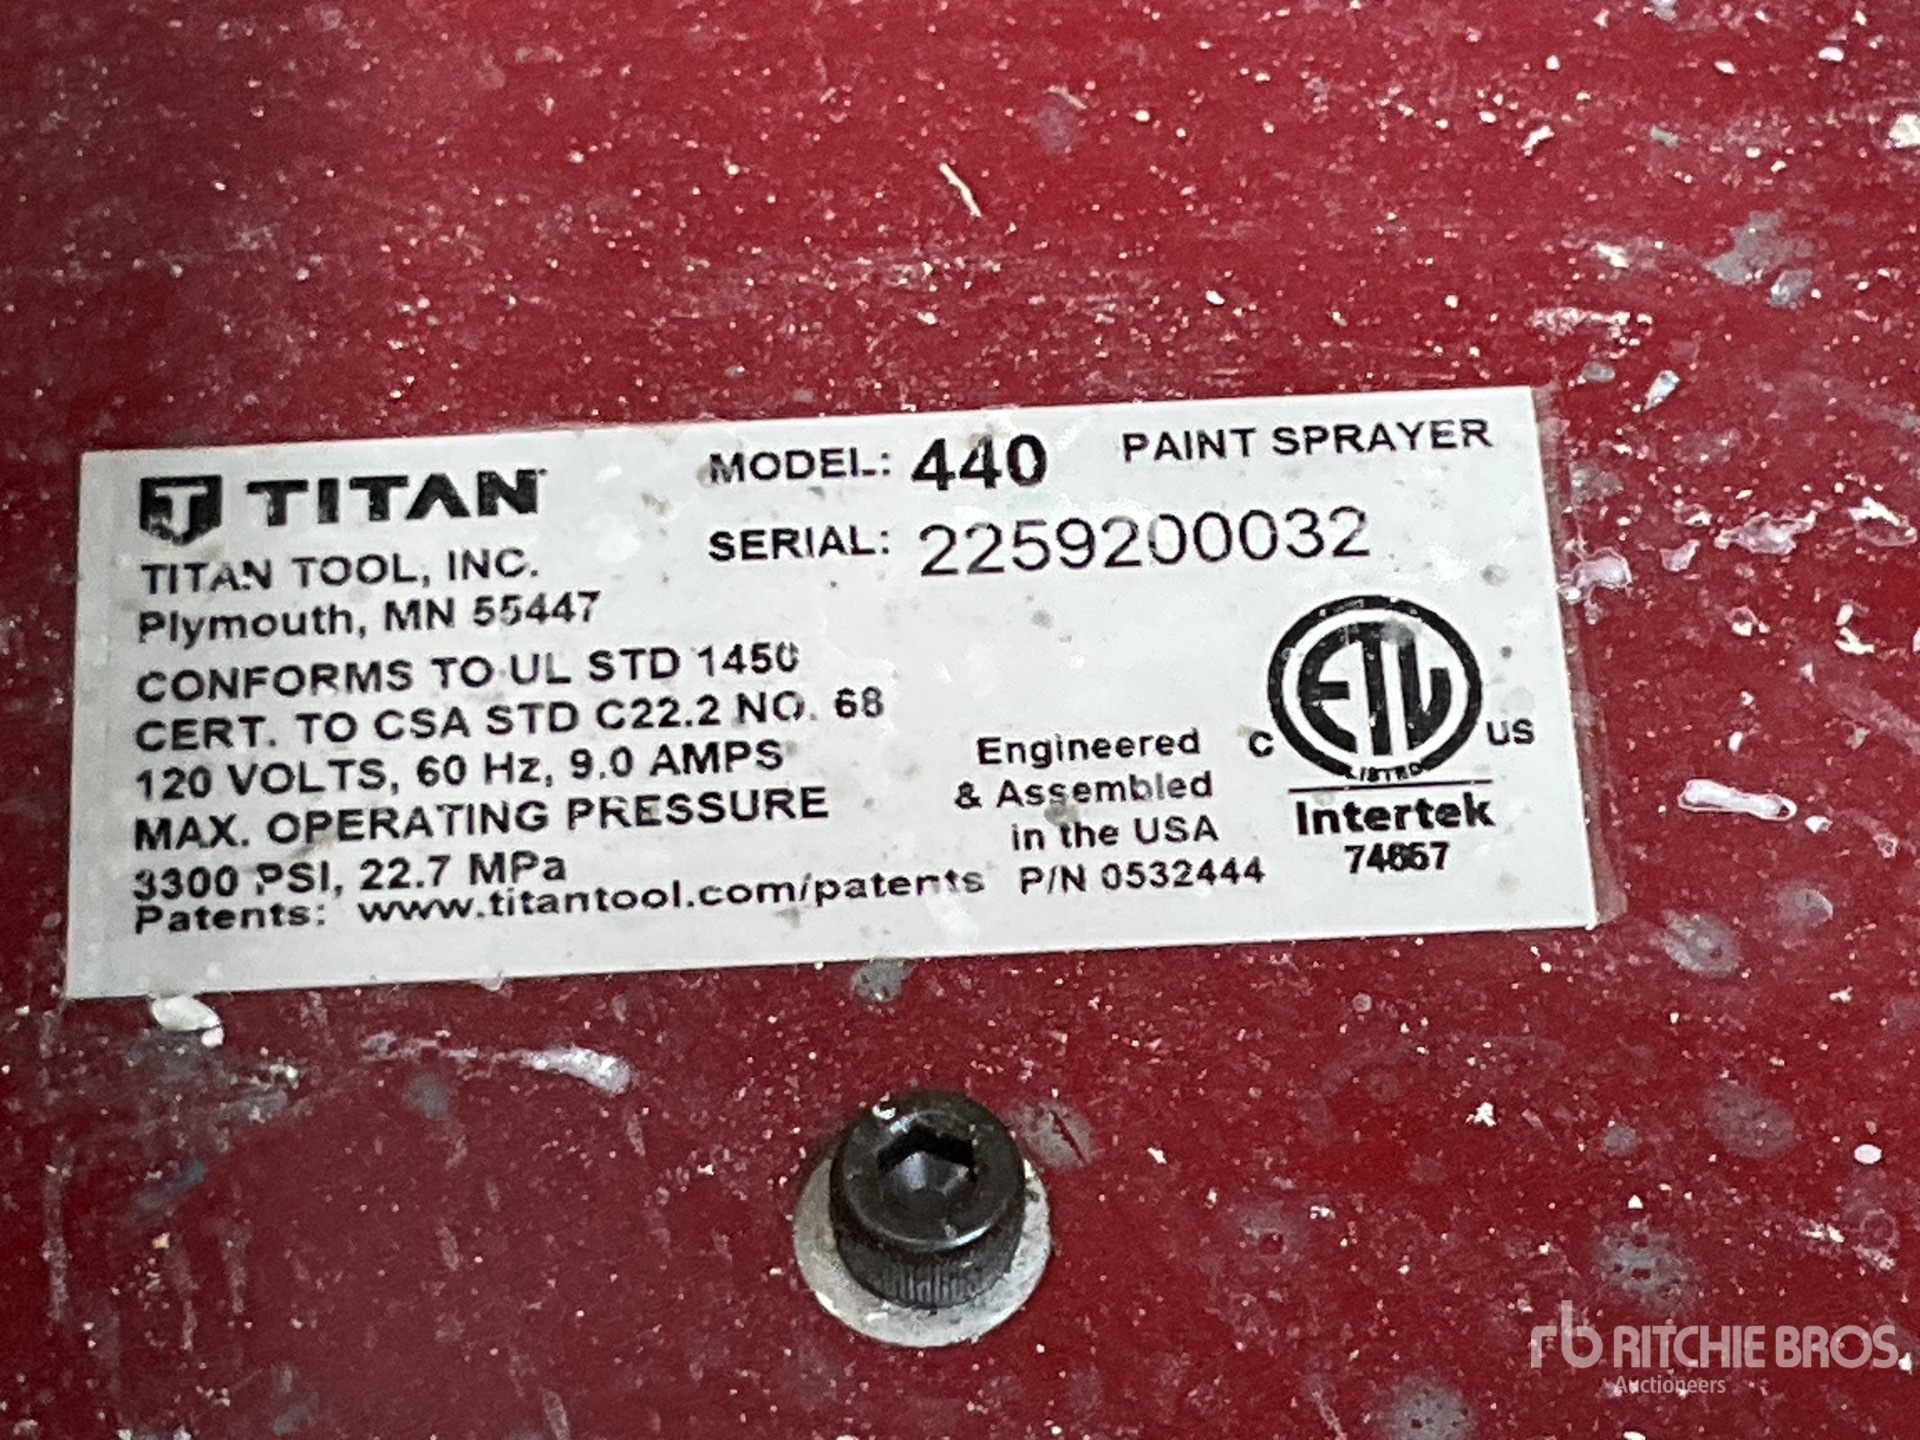 TITAN
TITAN TOOL, INC.
Plymouth, MN 55447
MODEL: 440 PAINT SPRAYER
SERIAL: 2259200032
CONFORMS TO UL STD 1450
CERT. TO CSA STD C22.2 NO. 68
120 VOLTS, 60 Hz, 9.0 AMPS
MAX. OPERATING PRESSURE
3300 PSI, 22.7 MPa
Patents: www.titantool.com/patents
Engineered
& Assembled
in the USA
P/N 0532444
C ETL US
LISTED
Intertek
rb RITCHIE BROS.
Auctioneers